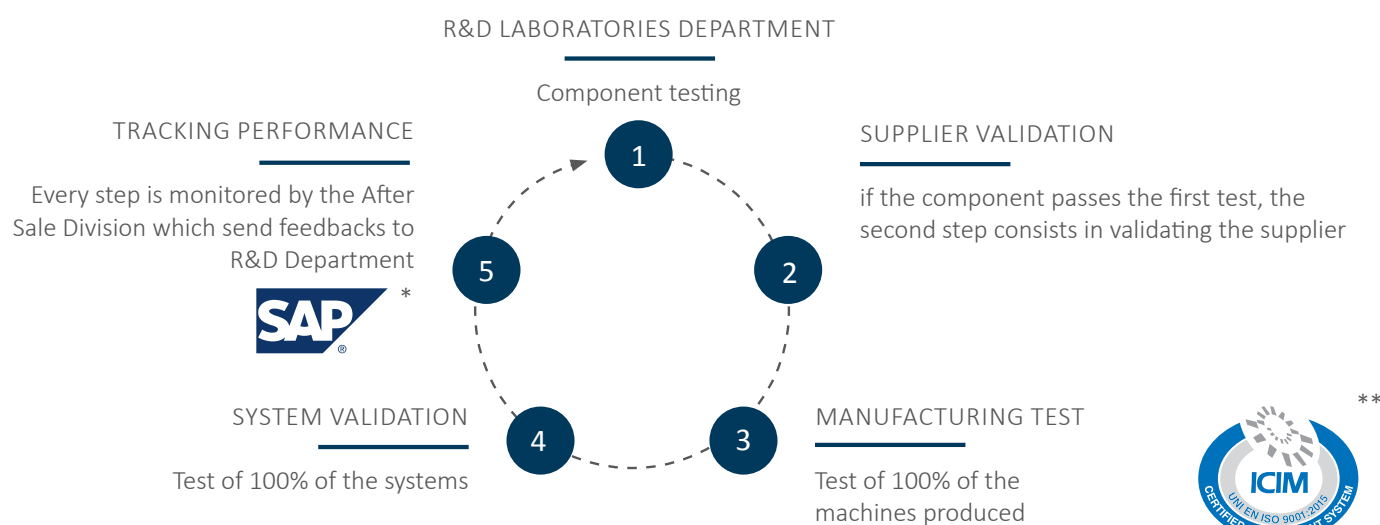 R&D LABORATORIES DEPARTMENT
Component testing
1
SUPPLIER VALIDATION
if the component passes the first test, the
second step consists in validating the supplier
2
MANUFACTURING TEST
Test of 100% of the
machines produced
3
**
ICIM
UNI EN ISO 9001:2015
SYSTEM
SYSTEM VALIDATION
Test of 100% of the systems
4
TRACKING PERFORMANCE
Every step is monitored by the After
Sale Division which send feedbacks to
R&D Department
5
SAP ® *